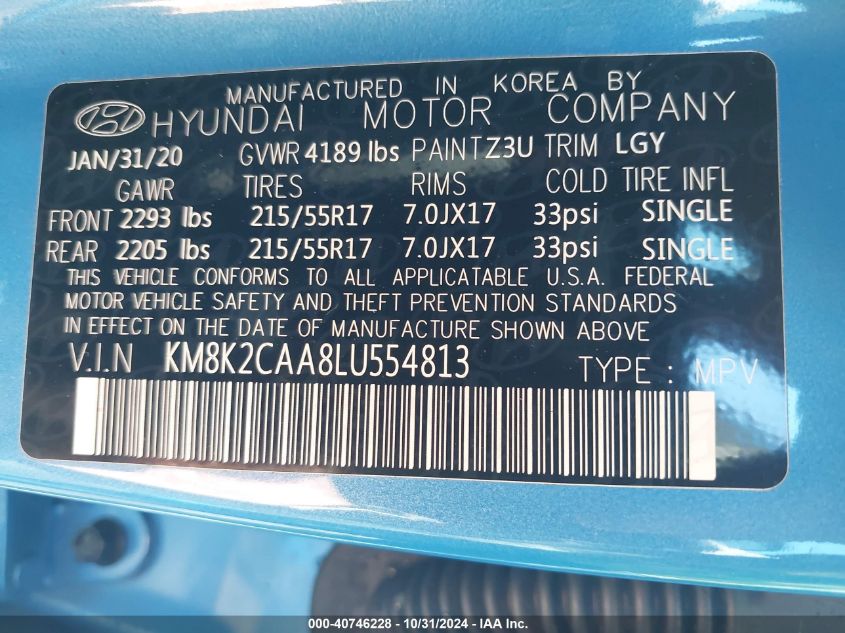 MANUFACTURED IN KOREA BY
HYUNDAI MOTOR COMPANY
JAN/31/20 GVWR 4189 lbs PAINT Z3U TRIM LGY
GAWR TIRES RIMS COLD TIRE INFL
FRONT 2293 lbs 215/55R17 7.0JX17 33psi SINGLE
REAR 2205 lbs 215/55R17 7.0JX17 33psi SINGLE
THIS VEHICLE CONFORMS TO ALL APPLICATABLE U.S.A. FEDERAL
MOTOR VEHICLE SAFETY AND THEFT PREVENTION STANDARDS
IN EFFECT ON THE DATE OF MANUFACTURE SHOWN ABOVE
V.I.N KM8K2CAA8LU554813 TYPE : MPV
000-40746228 - 10/31/2024 - IAA Inc.